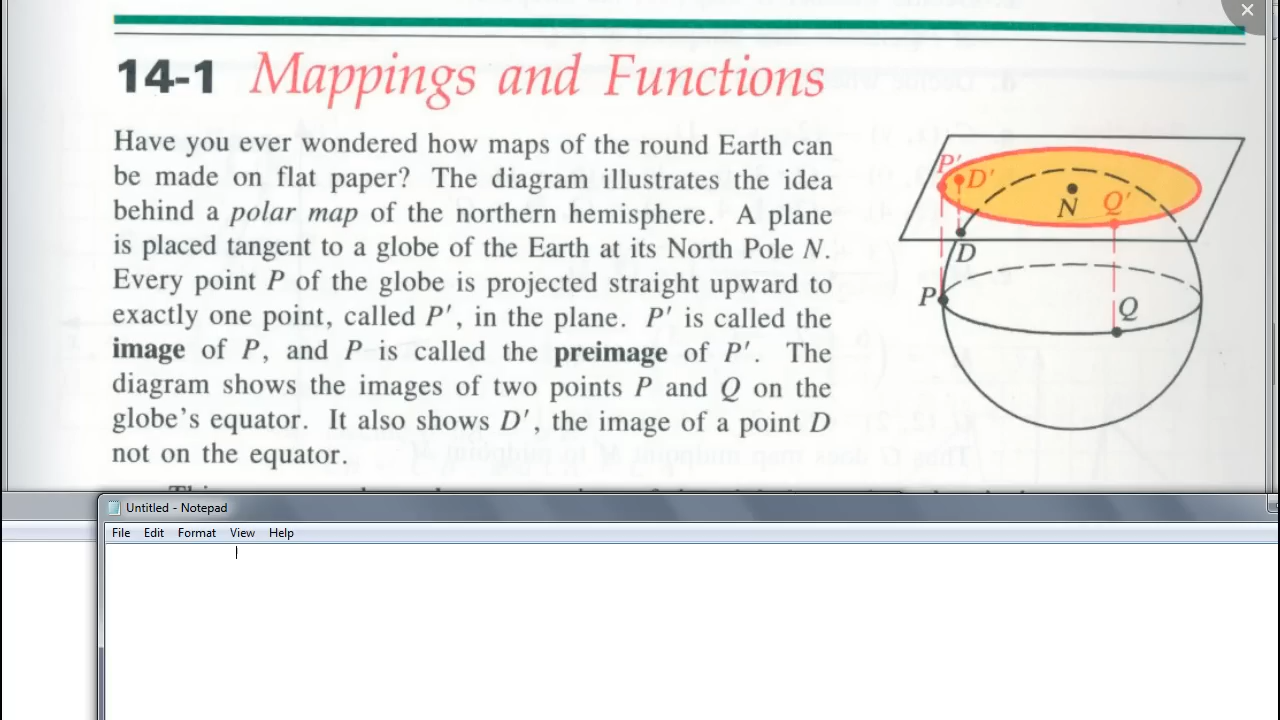 14-1 Mappings and Functions
Have you ever wondered how maps of the round Earth can
be made on flat paper? The diagram illustrates the idea
behind a polar map of the northern hemisphere. A plane
is placed tangent to a globe of the Earth at its North Pole N.
Every point P of the globe is projected straight upward to
exactly one point, called P′, in the plane. P′ is called the
image of P, and P is called the preimage of P′. The
diagram shows the images of two points P and Q on the
globe's equator. It also shows D′, the image of a point D
not on the equator.
P′
D′
N
Q′
D
P
Q
Untitled - Notepad
File Edit Format View Help